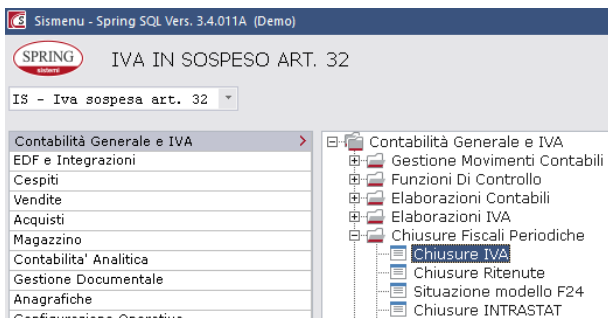 Sismenu - Spring SQL Vers. 3.4.011A (Demo)
SPRING
sistemi
IVA IN SOSPESO ART. 32
IS - Iva sospesa art. 32
Contabilità Generale e IVA
EDF e Integrazioni
Cespiti
Vendite
Acquisti
Magazzino
Contabilita' Analitica
Gestione Documentale
Anagrafiche
Configurazione Operativa
Contabilità Generale e IVA
Gestione Movimenti Contabili
Funzioni Di Controllo
Elaborazioni Contabili
Elaborazioni IVA
Chiusure Fiscali Periodiche
Chiusure IVA
Chiusure Ritenute
Situazione modello F24
Chiusure INTRASTAT